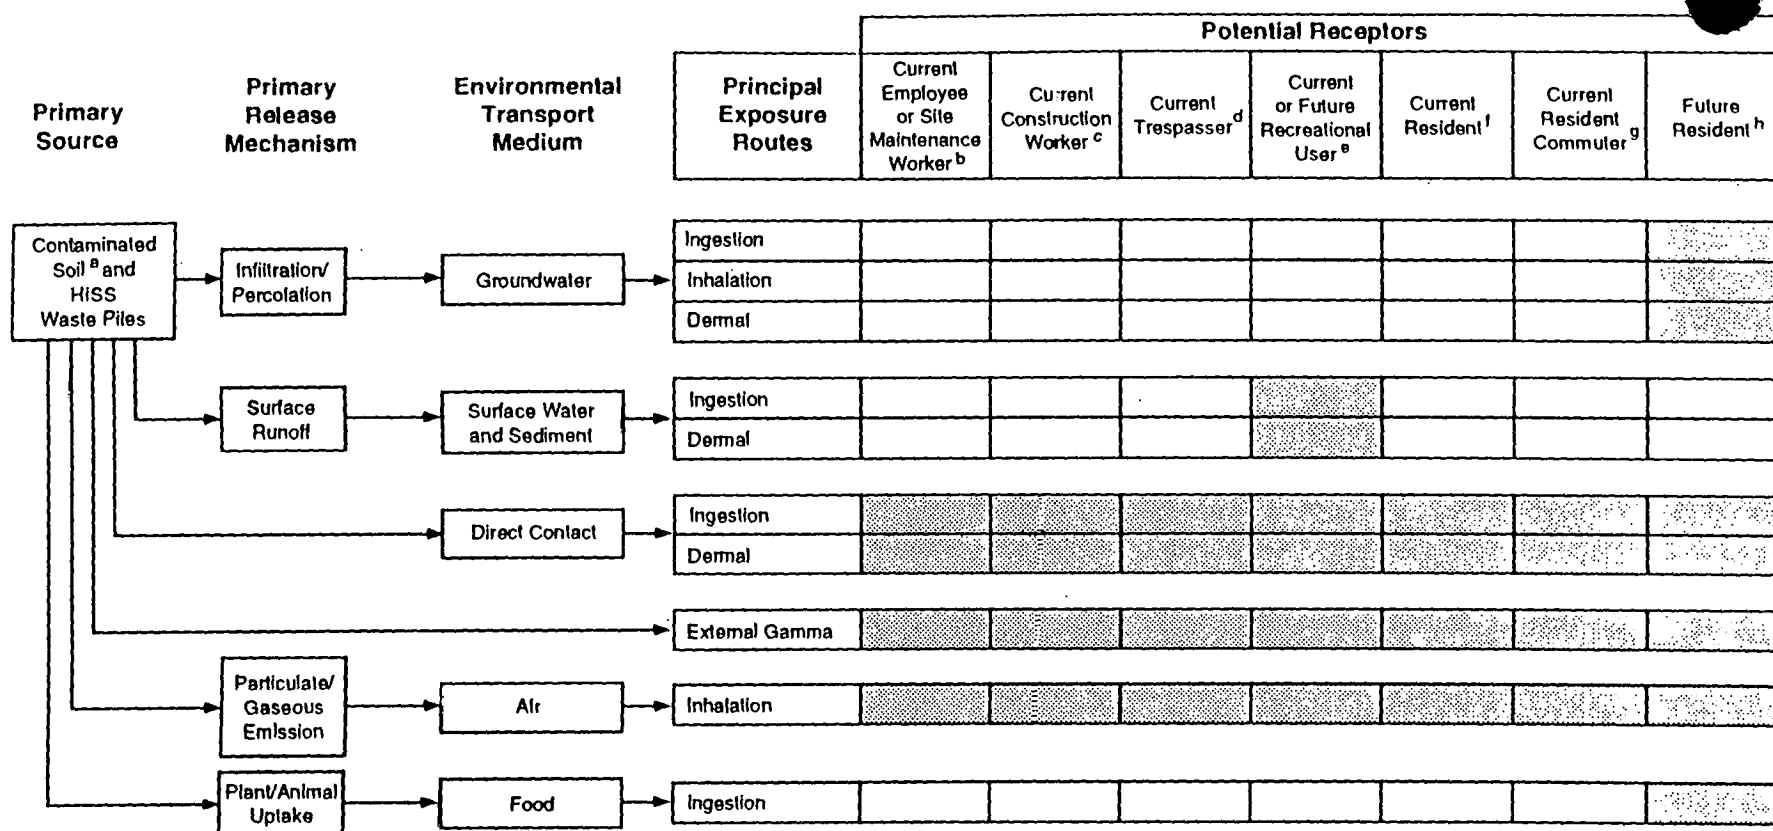 Potential Receptors
Primary
Source
Primary
Release
Mechanism
Environmental
Transport
Medium
Principal
Exposure
Routes
Current
Employee
or Site
Maintenance
Worker b
Current
Construction
Worker c
Current
Trespasser d
Current
or Future
Recreational
User e
Current
Resident f
Current
Resident
Commuter g
Future
Resident h
Contaminated
Soil a and
HISS
Waste Piles
Infiltration/
Percolation
Groundwater
Ingestion
Inhalation
Dermal
Surface
Runoff
Surface Water
and Sediment
Ingestion
Dermal
Direct Contact
Ingestion
Dermal
External Gamma
Particulate/
Gaseous
Emission
Air
Inhalation
Plant/Animal
Uptake
Food
Ingestion